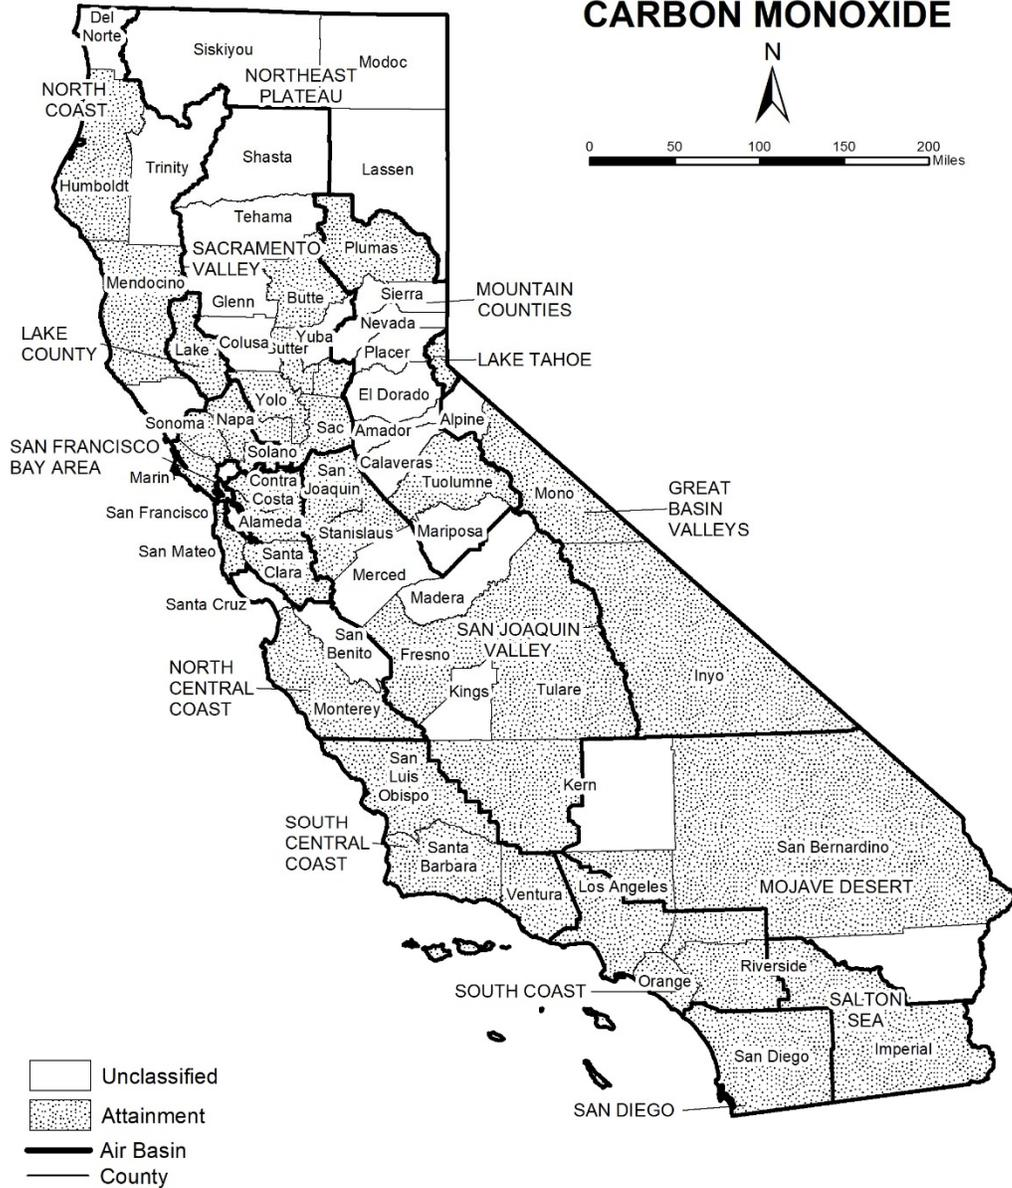 CARBON MONOXIDE
N
0 50 100 150 200 Miles
Del
Norte
Siskiyou
Modoc
NORTHEAST
PLATEAU
NORTH
COAST
Trinity
Shasta
Lassen
Humboldt
Tehama
SACRAMENTO
VALLEY
Plumas
Mendocino
Glenn
Butte
Sierra
MOUNTAIN
COUNTIES
Nevada
LAKE
COUNTY
Lake
Colusa
Sutter
Yuba
Placer
LAKE TAHOE
Yolo
El Dorado
Sonoma
Napa
Sac
Amador
Alpine
SAN FRANCISCO
BAY AREA
Solano
Marin
Contra
Costa
San
Joaquin
Calaveras
Tuolumne
Mono
GREAT
BASIN
VALLEYS
San Francisco
Alameda
Stanislaus
Mariposa
San Mateo
Santa
Clara
Merced
Santa Cruz
Madera
San
Benito
Fresno
SAN JOAQUIN
VALLEY
NORTH
CENTRAL
COAST
Monterey
Kings
Tulare
Inyo
San
Luis
Obispo
Kern
SOUTH
CENTRAL
COAST
Santa
Barbara
Ventura
Los Angeles
San Bernardino
MOJAVE DESERT
Orange
Riverside
SOUTH COAST
SALTON
SEA
San Diego
Imperial
SAN DIEGO
Unclassified
Attainment
Air Basin
County